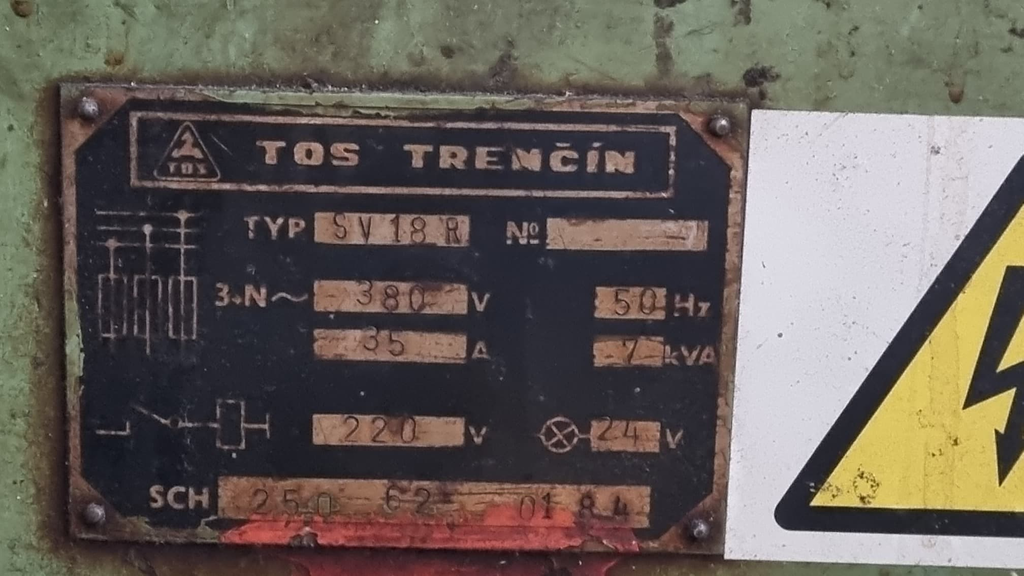 TOS
TOS TRENČÍN
TYP SV 18 R №
3+N~ 380 V 50 Hz
35 A 7 kVA
220 V 24 V
SCH 250 62 01 84